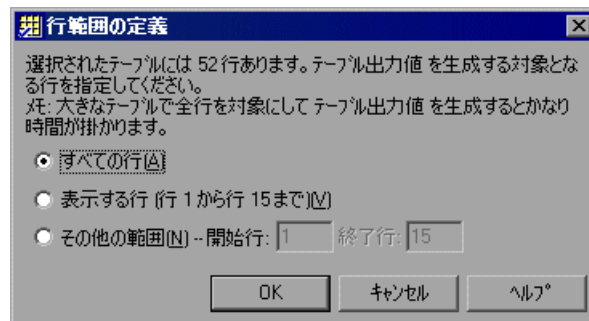 行範囲の定義
選択されたテーブルには 52 行あります。テーブル出力値 を生成する対象とな
る行を指定してください。
メモ: 大きなテーブルで全行を対象にして テーブル出力値 を生成するとかなり
時間が掛かります。
すべての行(A)
表示する行 (行 1 から行 15 まで)(V)
その他の範囲(N) -- 開始行: 1 終了行: 15
OK キャンセル ヘルプ